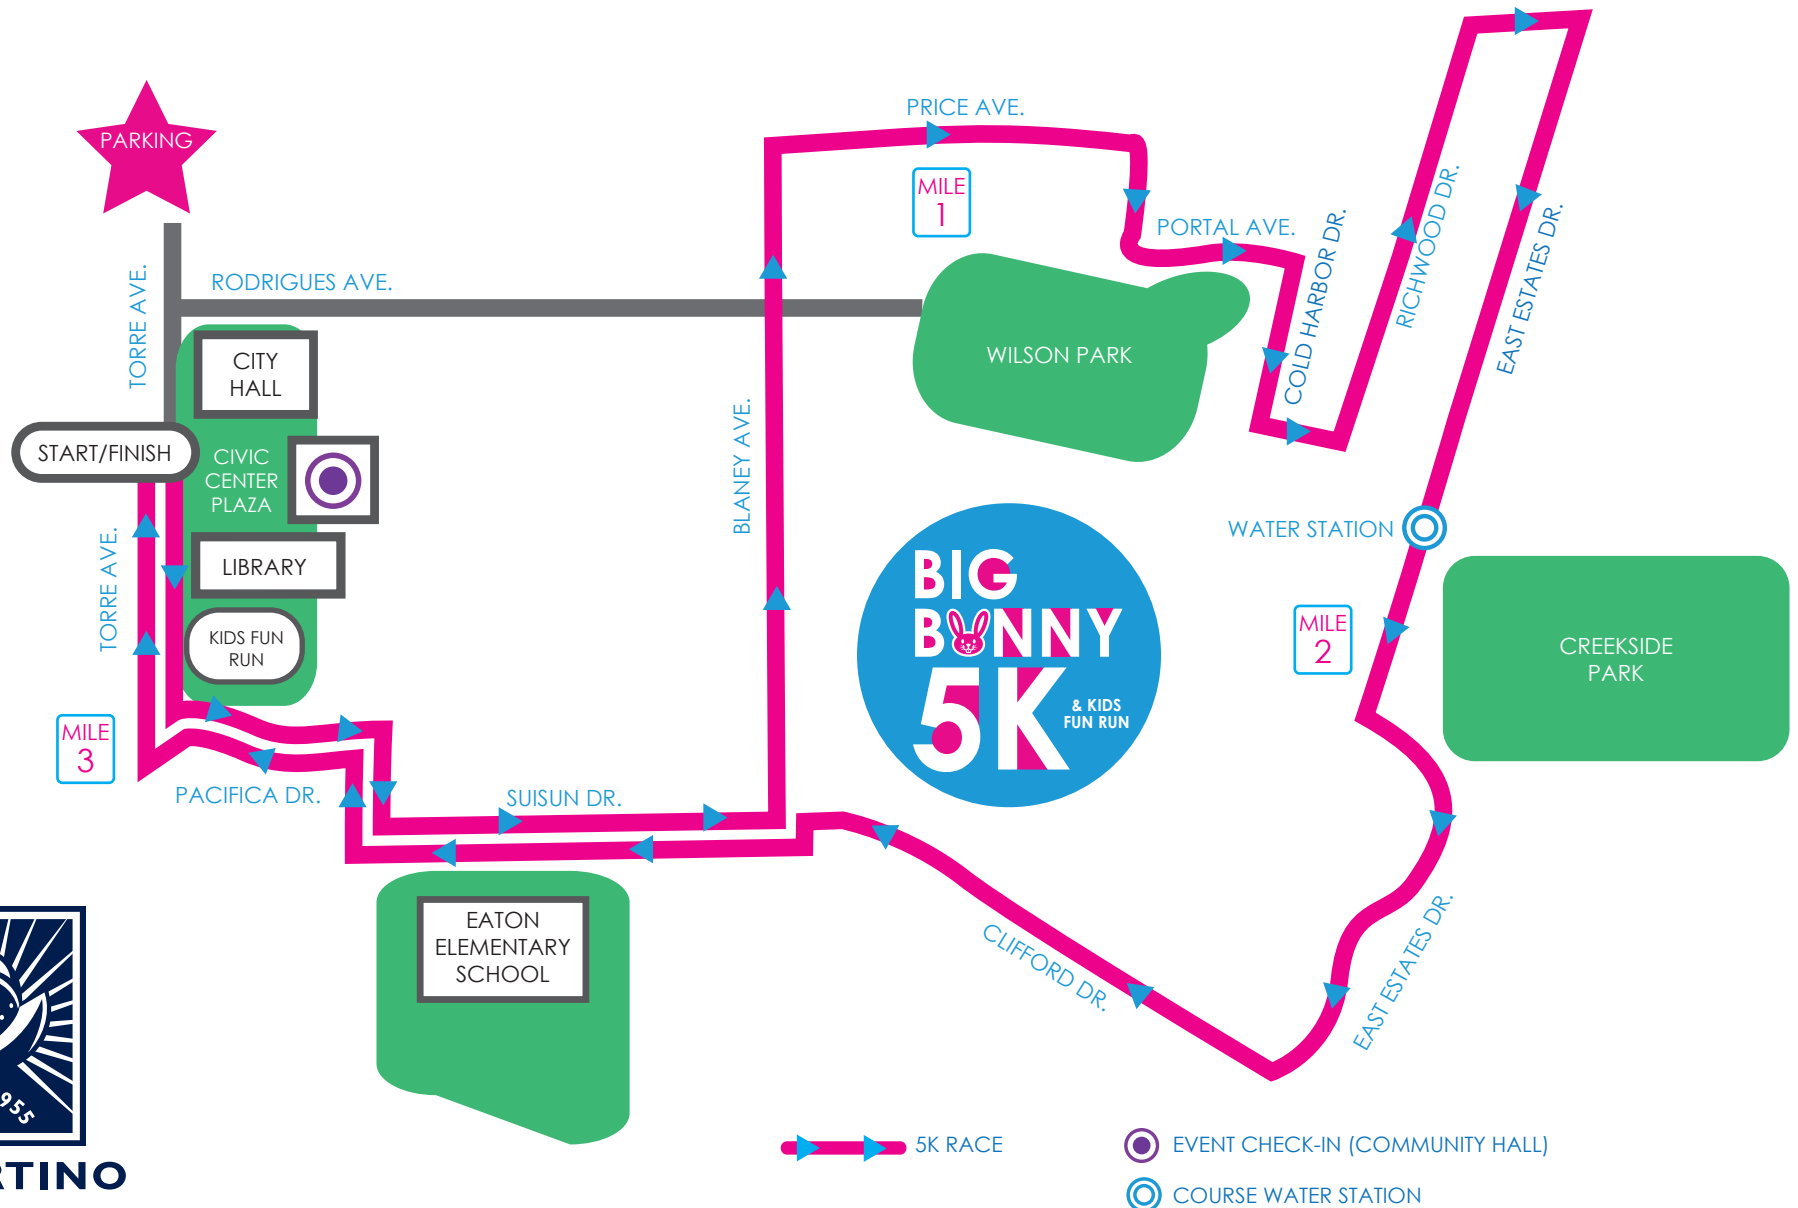 PARKING
PRICE AVE.
MILE
1
PORTAL AVE.
COLD HARBOR DR.
RICHWOOD DR.
EAST ESTATES DR.
TORRE AVE.
RODRIGUES AVE.
CITY
HALL
WILSON PARK
START/FINISH
CIVIC
CENTER
PLAZA
BLANEY AVE.
WATER STATION
TORRE AVE.
LIBRARY
KIDS FUN
RUN
BIG
BUNNY
5K
& KIDS
FUN RUN
MILE
2
CREEKSIDE
PARK
MILE
3
PACIFICA DR.
SUISUN DR.
EATON
ELEMENTARY
SCHOOL
CLIFFORD DR.
EAST ESTATES DR.
955
RTINO
5K RACE
EVENT CHECK-IN (COMMUNITY HALL)
COURSE WATER STATION